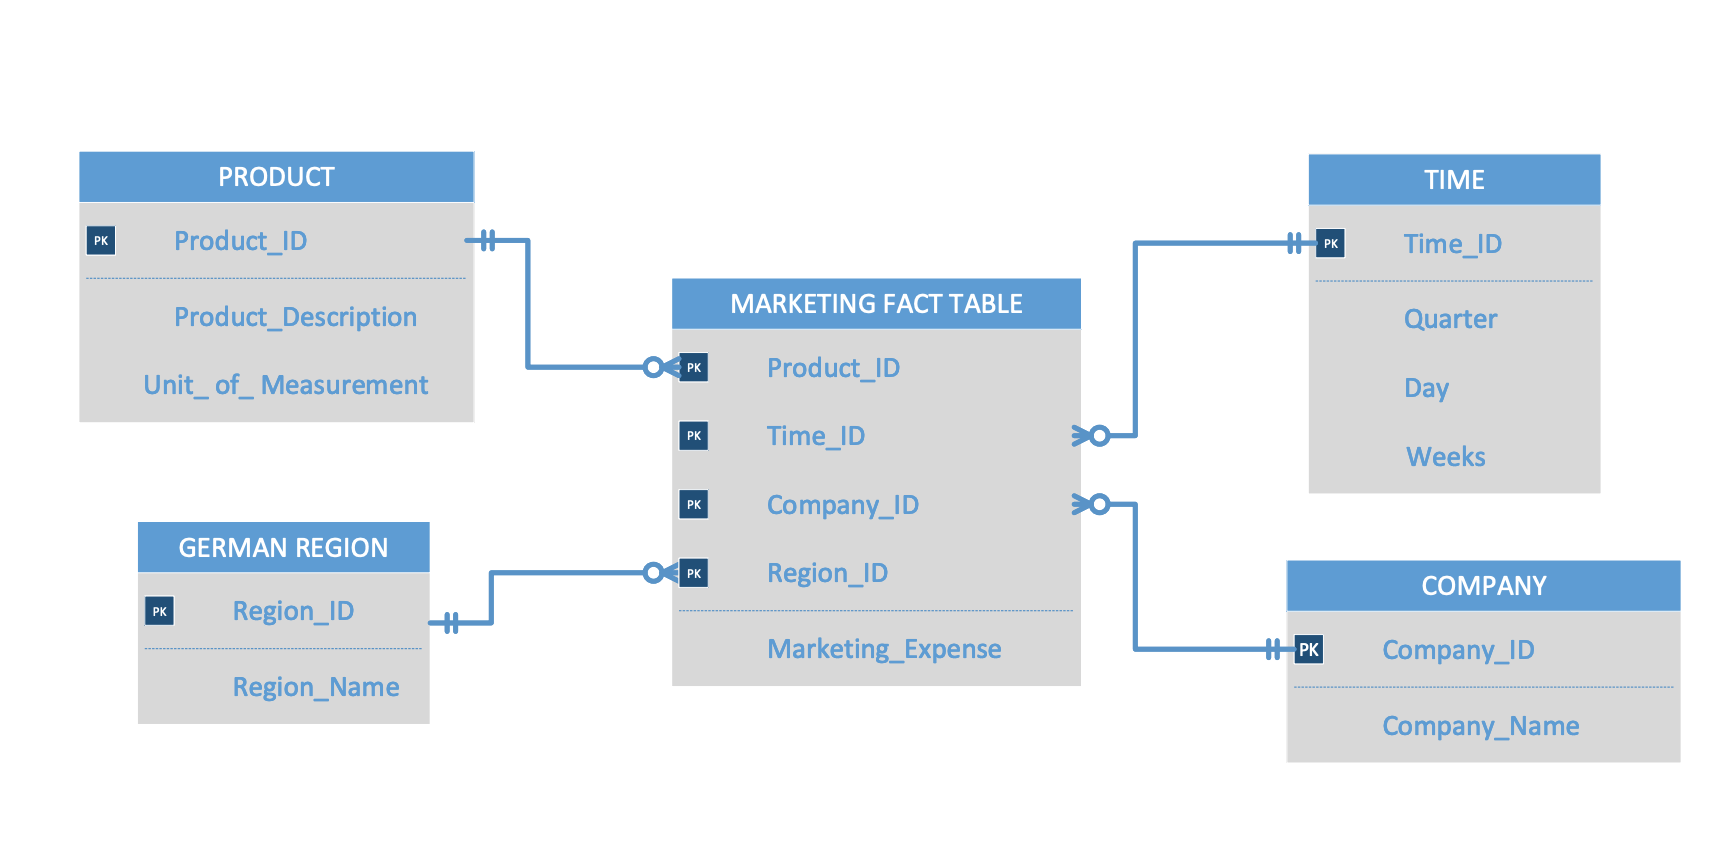 PRODUCT
PK Product_ID
Product_Description
Unit_ of_ Measurement
GERMAN REGION
PK Region_ID
Region_Name
MARKETING FACT TABLE
PK Product_ID
PK Time_ID
PK Company_ID
PK Region_ID
Marketing_Expense
TIME
PK Time_ID
Quarter
Day
Weeks
COMPANY
PK Company_ID
Company_Name